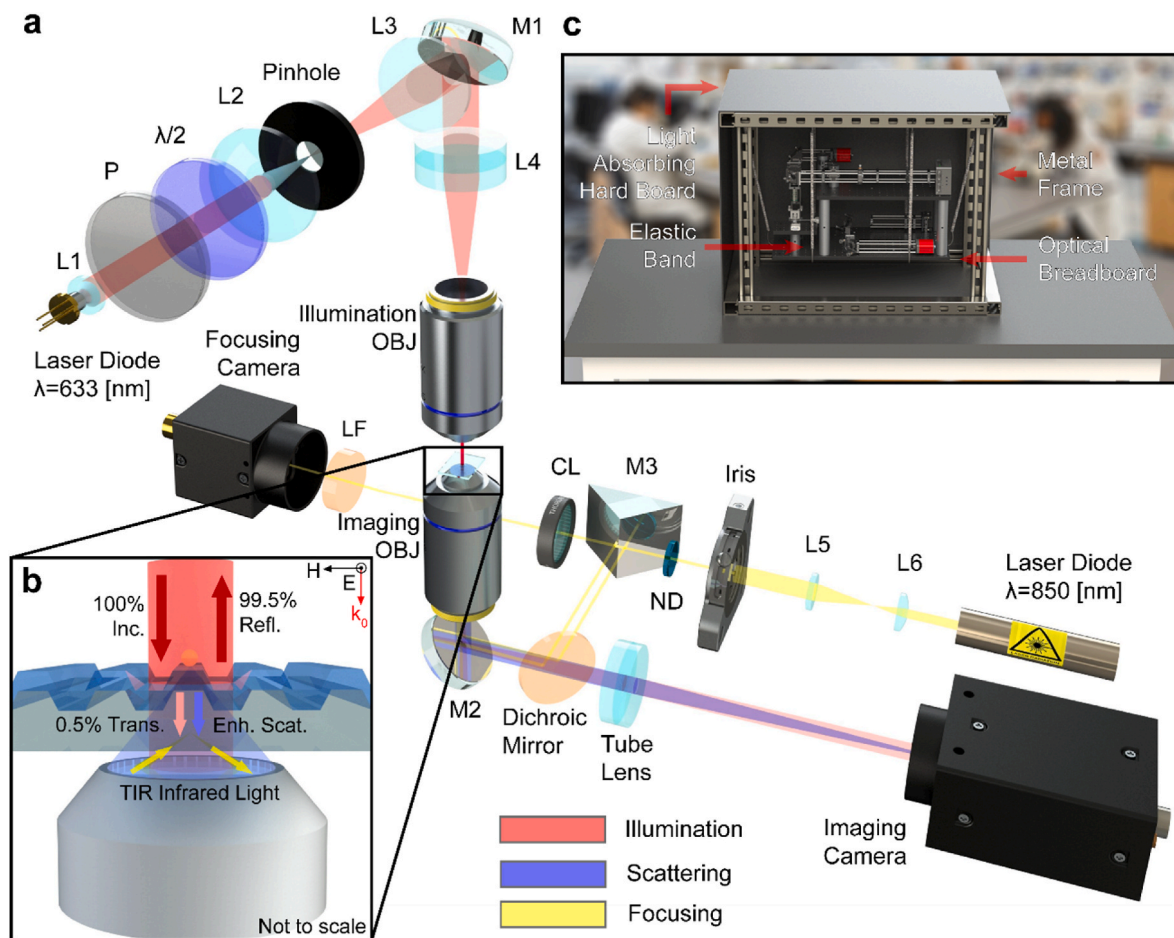 a
L3
M1
Pinhole
L2
λ/2
P
L4
L1
Laser Diode
λ=633 [nm]
Illumination
OBJ
Focusing
Camera
LF
Imaging
OBJ
CL
M3
Iris
ND
L5
L6
Laser Diode
λ=850 [nm]
M2
Dichroic
Mirror
Tube
Lens
Imaging
Camera
Illumination
Scattering
Focusing
b
H
E
k₀
100%
Inc.
99.5%
Refl.
0.5% Trans.
Enh. Scat.
TIR Infrared Light
Not to scale
c
Light
Absorbing
Hard Board
Metal
Frame
Elastic
Band
Optical
Breadboard